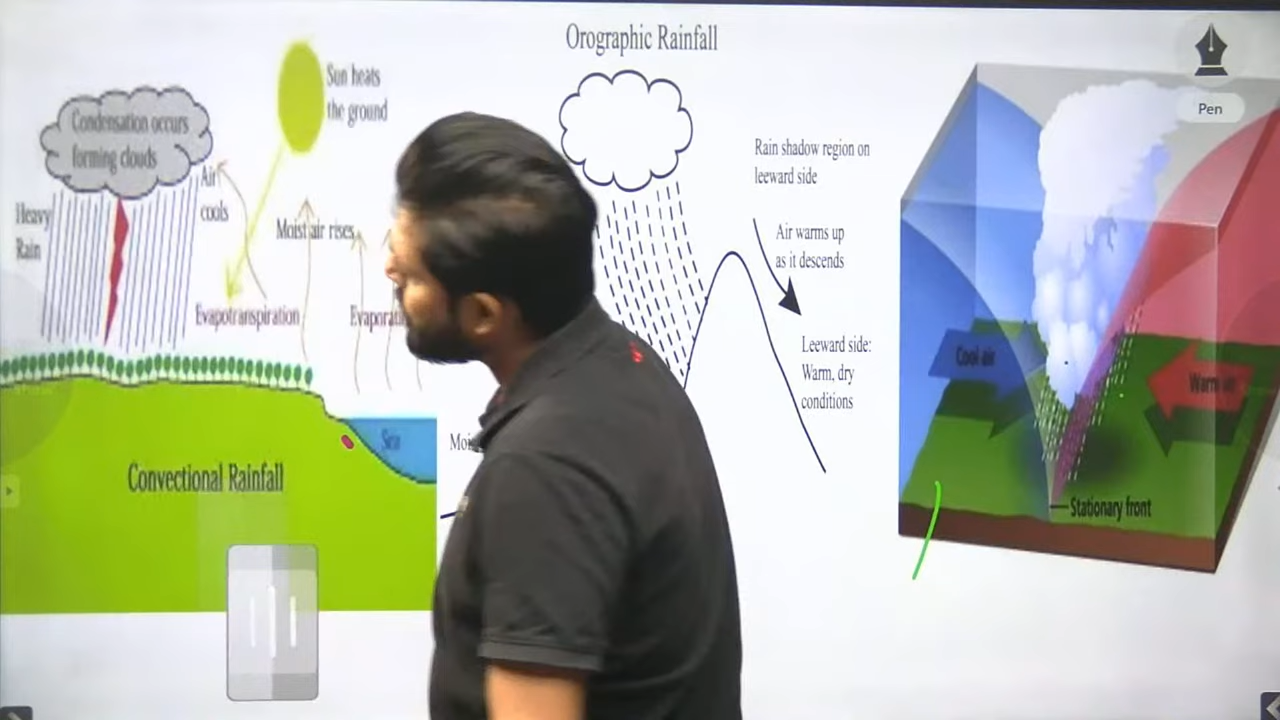 Orographic Rainfall
Pen
Sun heats
the ground
Condensation occurs
forming clouds
Air
cools
Heavy
Rain
Moist air rises
Evapotranspiration
Convectional Rainfall
Sea
Rain shadow region on
leeward side
Air warms up
as it descends
Leeward side:
Warm, dry
conditions
Cool air
Warm air
Stationary front